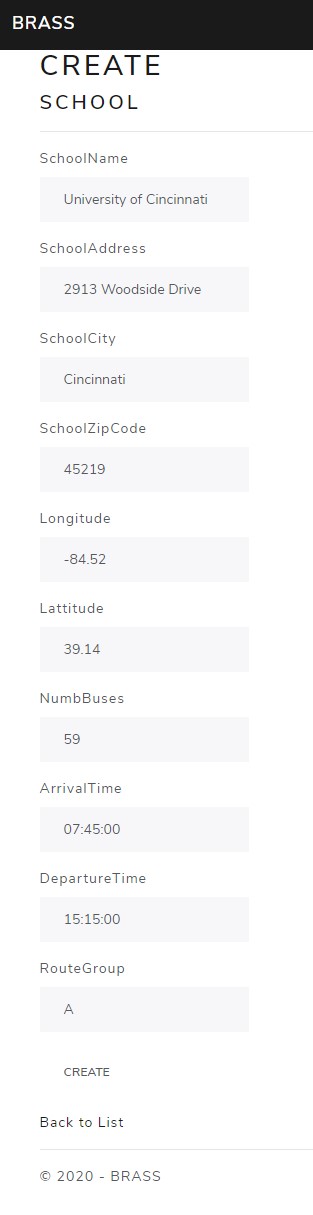 BRASS
CREATE
SCHOOL
SchoolName
University of Cincinnati
SchoolAddress
2913 Woodside Drive
SchoolCity
Cincinnati
SchoolZipCode
45219
Longitude
-84.52
Lattitude
39.14
NumbBuses
59
ArrivalTime
07:45:00
DepartureTime
15:15:00
RouteGroup
A
CREATE
Back to List
© 2020 - BRASS